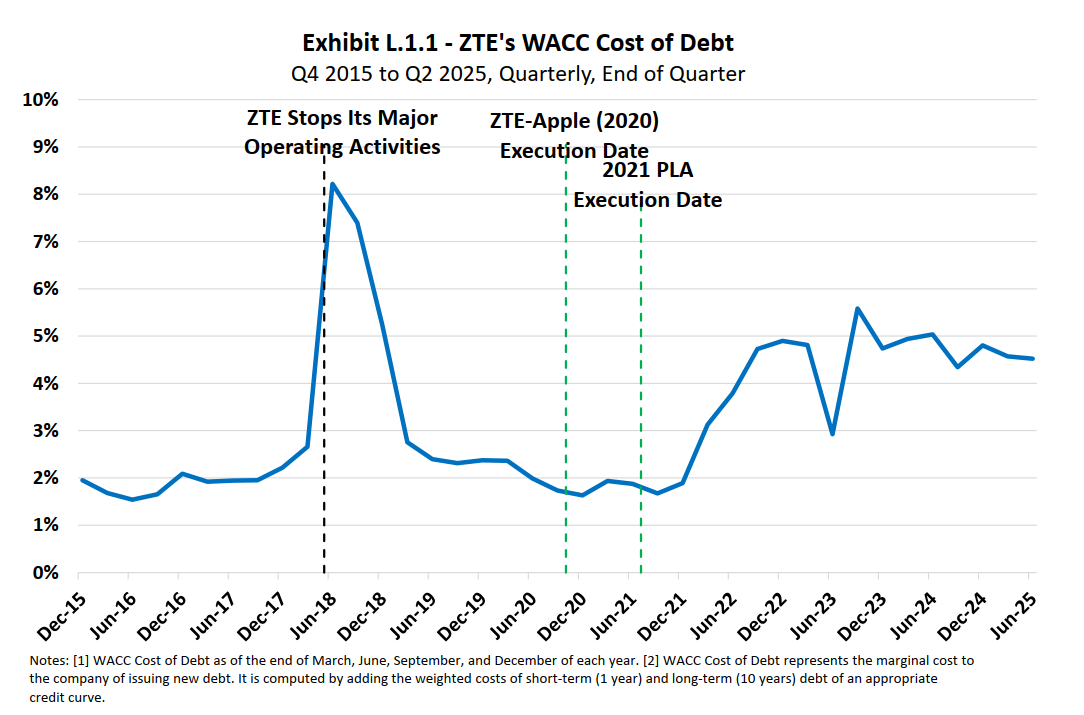 Exhibit L.1.1 - ZTE's WACC Cost of Debt
Q4 2015 to Q2 2025, Quarterly, End of Quarter
10%
9%
8%
7%
6%
5%
4%
3%
2%
1%
0%
ZTE Stops Its Major
Operating Activities
ZTE-Apple (2020)
Execution Date
2021 PLA
Execution Date
Dec-15
Jun-16
Dec-16
Jun-17
Dec-17
Jun-18
Dec-18
Jun-19
Dec-19
Jun-20
Dec-20
Jun-21
Dec-21
Jun-22
Dec-22
Jun-23
Dec-23
Jun-24
Dec-24
Jun-25
Notes: [1] WACC Cost of Debt as of the end of March, June, September, and December of each year. [2] WACC Cost of Debt represents the marginal cost to
the company of issuing new debt. It is computed by adding the weighted costs of short-term (1 year) and long-term (10 years) debt of an appropriate
credit curve.